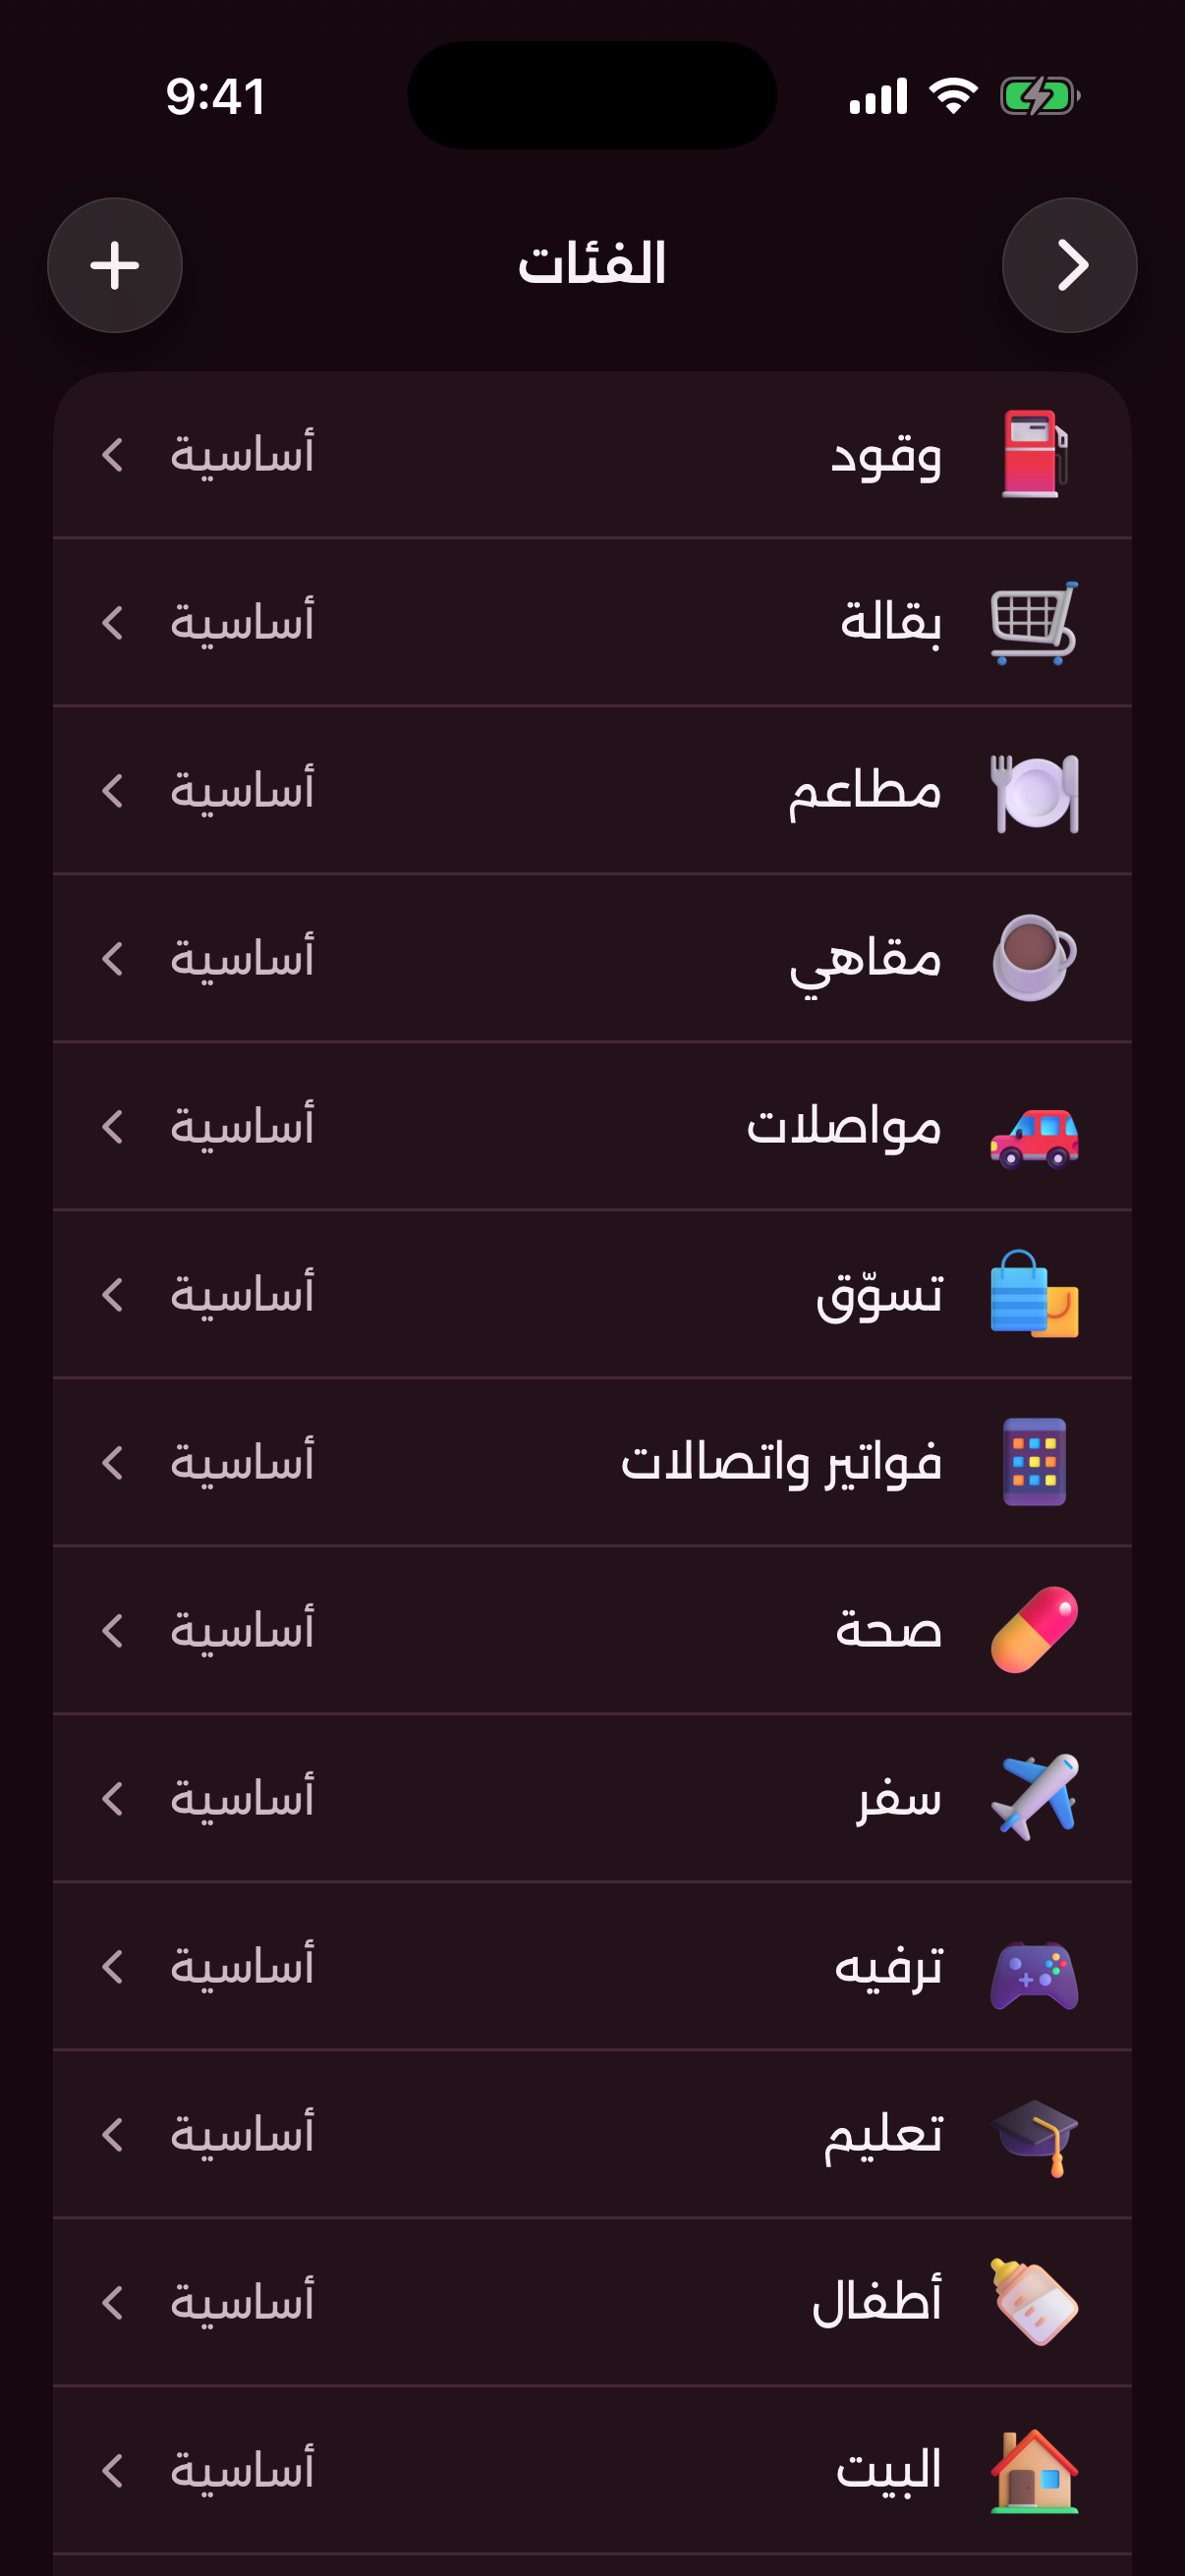 9:41
الفئات
وقود أساسية
بقالة أساسية
مطاعم أساسية
مقاهي أساسية
مواصلات أساسية
تسوّق أساسية
فواتير واتصالات أساسية
صحة أساسية
سفر أساسية
ترفيه أساسية
تعليم أساسية
أطفال أساسية
البيت أساسية